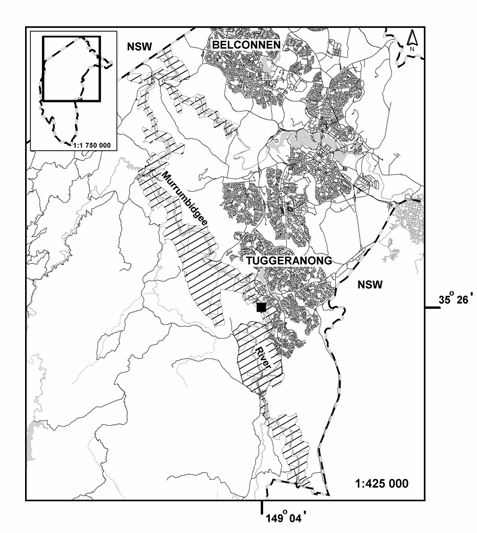 NSW
BELCONNEN
N
1:1 750 000
Murrumbidgee
TUGGERANONG
NSW
35° 26'
River
1:425 000
149° 04'